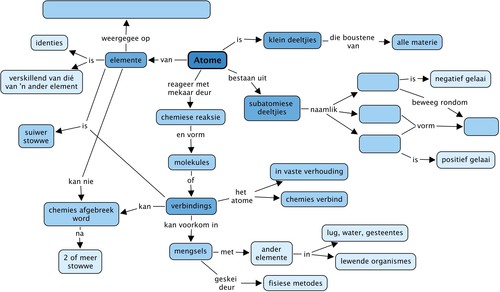 weergegee op
identies
is
verskillend van dié
van 'n ander element
elemente
van
Atome
is
klein deeltjies
die boustene
van
alle materie
reageer met
mekaar deur
bestaan uit
chemiese reaksie
subatomiese
deeltjies
naamlik
is
negatief gelaai
beweeg rondom
vorm
is
positief gelaai
en vorm
suiwer
stowwe
is
molekules
of
kan nie
in vaste verhouding
het
atome
chemies verbind
chemies afgebreek
word
kan
verbindings
na
kan voorkom in
2 of meer
stowwe
mengsels
met
ander
elemente
in
lug, water, gesteentes
lewende organismes
geskei
deur
fisiese metodes